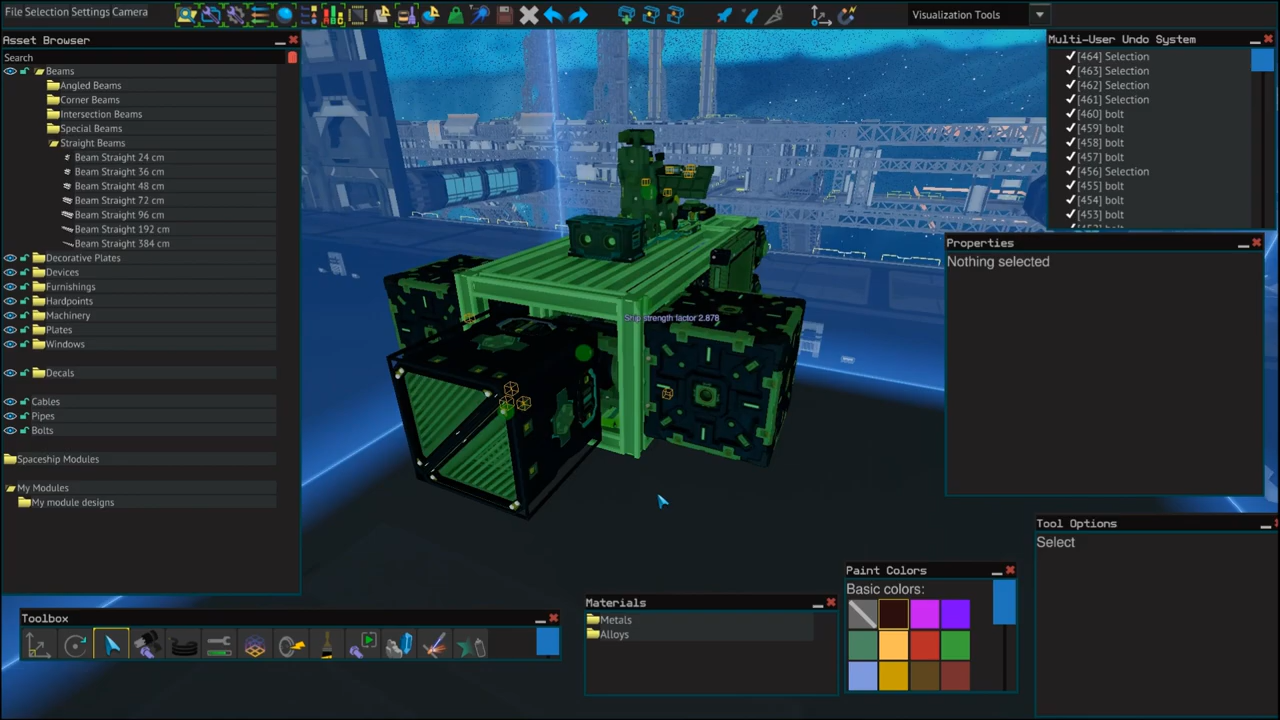 File Selection Settings Camera
Visualization Tools
Asset Browser
Search
Beams
Angled Beams
Corner Beams
Intersection Beams
Special Beams
Straight Beams
Beam Straight 24 cm
Beam Straight 36 cm
Beam Straight 48 cm
Beam Straight 72 cm
Beam Straight 96 cm
Beam Straight 192 cm
Beam Straight 384 cm
Decorative Plates
Devices
Furnishings
Hardpoints
Machinery
Plates
Windows
Decals
Cables
Pipes
Bolts
Spaceship Modules
My Modules
My module designs
Ship strength factor 2.878
Multi-User Undo System
[464] Selection
[463] Selection
[462] Selection
[461] Selection
[460] bolt
[459] bolt
[458] bolt
[457] bolt
[456] Selection
[455] bolt
[454] bolt
[453] bolt
Properties
Nothing selected
Tool Options
Select
Paint Colors
Basic colors:
Materials
Metals
Alloys
Toolbox